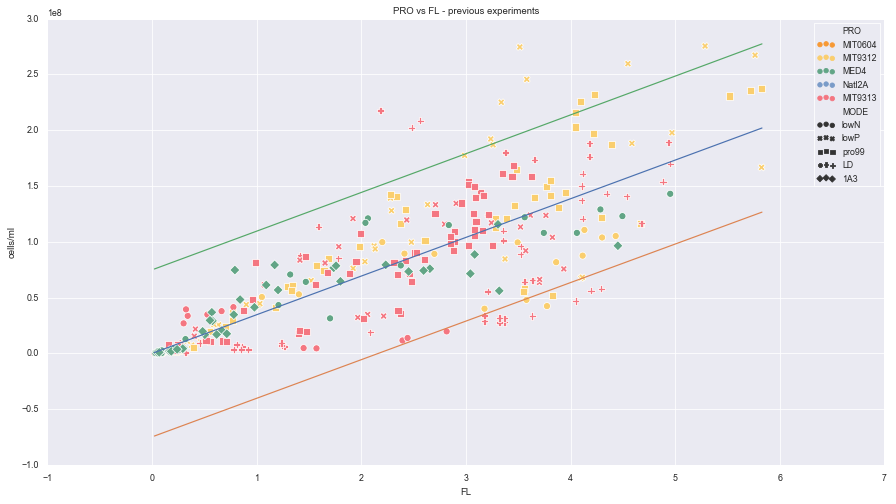 PRO vs FL - previous experiments
1e8
3.0
2.5
2.0
1.5
1.0
0.5
0.0
−0.5
−1.0
cells/ml
−1
0
1
2
3
4
5
6
7
FL
PRO
MIT0604
MIT9312
MED4
Natl2A
MIT9313
MODE
lowN
lowP
pro99
LD
1A3